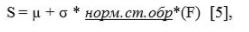 S = μ + σ * норм.ст.обр*(F) [5],